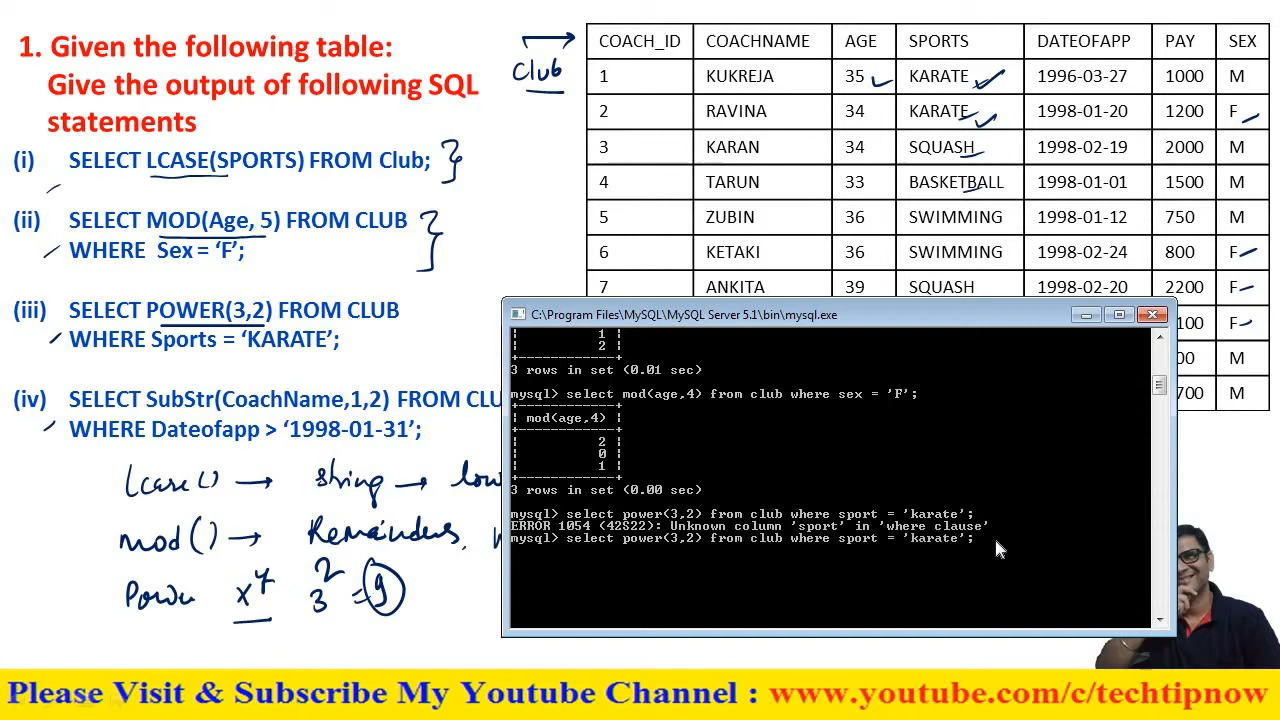 1. Given the following table:
Give the output of following SQL
statements
(i) SELECT LCASE(SPORTS) FROM Club;
(ii) SELECT MOD(Age, 5) FROM CLUB
WHERE Sex = ‘F’;
(iii) SELECT POWER(3,2) FROM CLUB
WHERE Sports = ‘KARATE’;
(iv) SELECT SubStr(CoachName,1,2) FROM CLU
WHERE Dateofapp > ‘1998-01-31’;
lcase() → string → low
mod() → Remainders
Power x^y 3^2 = 9
Club
COACH_ID COACHNAME AGE SPORTS DATEOFAPP PAY SEX
1 KUKREJA 35 KARATE 1996-03-27 1000 M
2 RAVINA 34 KARATE 1998-01-20 1200 F
3 KARAN 34 SQUASH 1998-02-19 2000 M
4 TARUN 33 BASKETBALL 1998-01-01 1500 M
5 ZUBIN 36 SWIMMING 1998-01-12 750 M
6 KETAKI 36 SWIMMING 1998-02-24 800 F
7 ANKITA 39 SQUASH 1998-02-20 2200 F
100 F
00 M
700 M
C:\Program Files\MySQL\MySQL Server 5.1\bin\mysql.exe
| 1 |
| 2 |
+------------+
3 rows in set (0.01 sec)
mysql> select mod(age,4) from club where sex = 'F';
+------------+
| mod(age,4) |
+------------+
| 2 |
| 0 |
| 1 |
+------------+
3 rows in set (0.00 sec)
mysql> select power(3,2) from club where sport = 'karate';
ERROR 1054 (42S22): Unknown column 'sport' in 'where clause'
mysql> select power(3,2) from club where sport = 'karate';
Please Visit & Subscribe My Youtube Channel : www.youtube.com/c/techtipnow